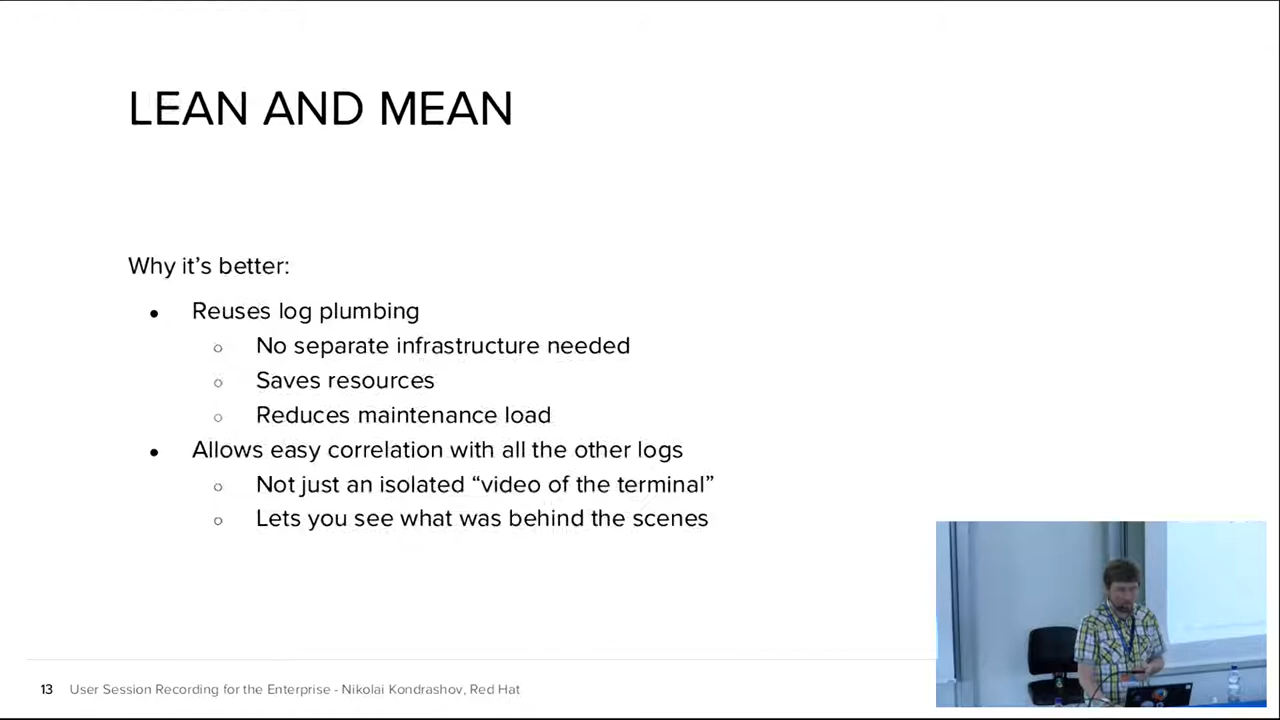 LEAN AND MEAN
Why it’s better:
● Reuses log plumbing
○ No separate infrastructure needed
○ Saves resources
○ Reduces maintenance load
● Allows easy correlation with all the other logs
○ Not just an isolated “video of the terminal”
○ Lets you see what was behind the scenes
13 User Session Recording for the Enterprise - Nikolai Kondrashov, Red Hat